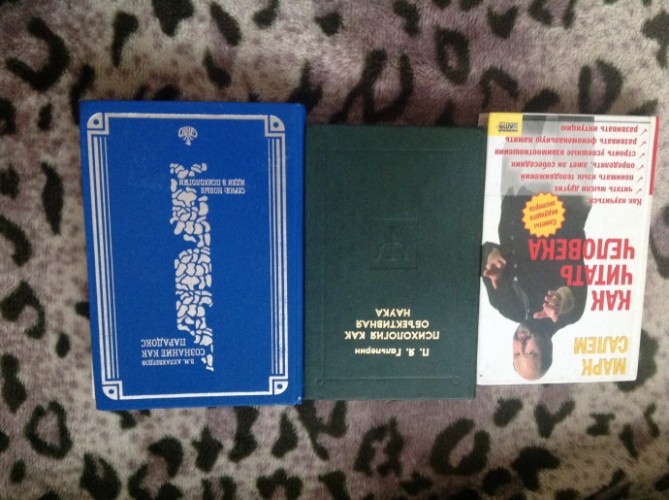 В.М. АЛЛАХВЕРДОВ
СОЗНАНИЕ КАК
ПАРАДОКС
СЕРИЯ: НОВЫЕ
ИДЕИ В ПСИХОЛОГИИ
П. Я. Гальперин
ПСИХОЛОГИЯ КАК
ОБЪЕКТИВНАЯ
НАУКА
МАРК
САЛЕМ
КАК
ЧИТАТЬ
ЧЕЛОВЕКА
Советы
ведущего
эксперта
Как научиться:
✓ читать мысли других
✓ понимать язык телодвижений
✓ определять, лжет ли собеседник
✓ строить успешные взаимоотношения
✓ развивать феноменальную память
✓ развивать интуицию